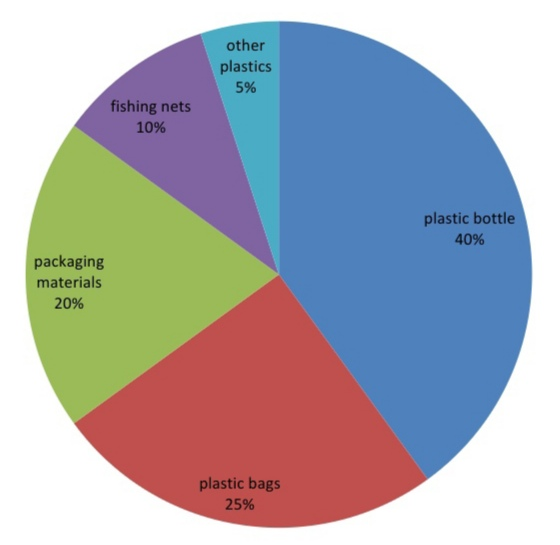 other
plastics
5%
fishing nets
10%
plastic bottle
40%
packaging
materials
20%
plastic bags
25%